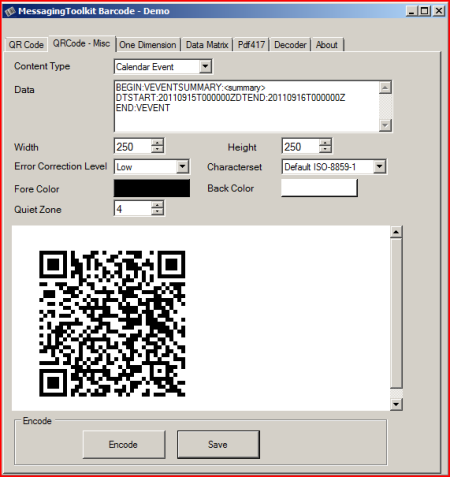 MessagingToolkit Barcode - Demo
QR Code QRCode - Misc One Dimension Data Matrix Pdf417 Decoder About
Content Type Calendar Event
Data BEGIN:VEVENTSUMMARY:<summary>
DTSTART:20110915T000000ZDTEND:20110916T000000Z
END:VEVENT
Width 250 Height 250
Error Correction Level Low Characterset Default ISO-8859-1
Fore Color Back Color
Quiet Zone 4
Encode
Encode Save